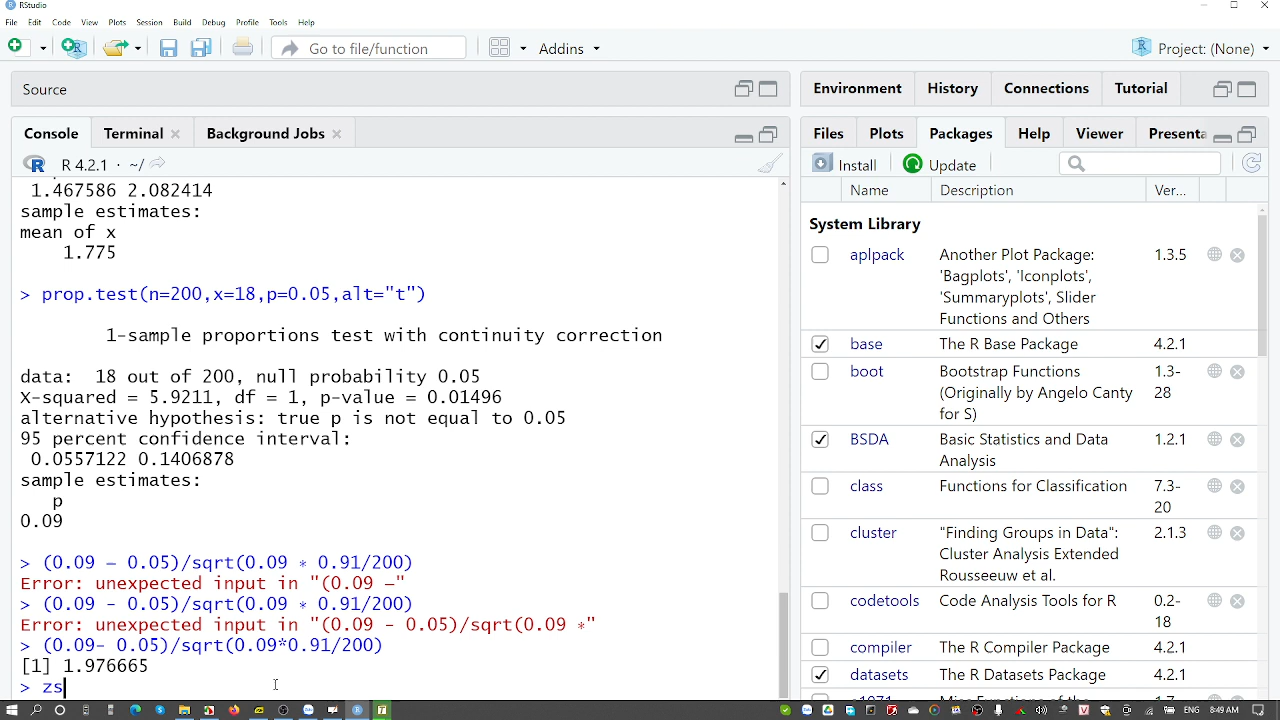 RStudio
File Edit Code View Plots Session Build Debug Profile Tools Help
Go to file/function Addins Project: (None)
Source
Console Terminal Background Jobs
R 4.2.1 · ~/
1.467586 2.082414
sample estimates:
mean of x
1.775
> prop.test(n=200,x=18,p=0.05,alt="t")
1-sample proportions test with continuity correction
data: 18 out of 200, null probability 0.05
X-squared = 5.9211, df = 1, p-value = 0.01496
alternative hypothesis: true p is not equal to 0.05
95 percent confidence interval:
0.0557122 0.1406878
sample estimates:
p
0.09
> (0.09 – 0.05)/sqrt(0.09 ∗ 0.91/200)
Error: unexpected input in "(0.09 –"
> (0.09 - 0.05)/sqrt(0.09 ∗ 0.91/200)
Error: unexpected input in "(0.09 - 0.05)/sqrt(0.09 ∗"
> (0.09- 0.05)/sqrt(0.09*0.91/200)
[1] 1.976665
> zs
Environment History Connections Tutorial
Files Plots Packages Help Viewer Presenta
Install Update
Name Description Ver...
System Library
aplpack Another Plot Package: 1.3.5
'Bagplots', 'Iconplots',
'Summaryplots', Slider
Functions and Others
base The R Base Package 4.2.1
boot Bootstrap Functions 1.3-
(Originally by Angelo Canty 28
for S)
BSDA Basic Statistics and Data 1.2.1
Analysis
class Functions for Classification 7.3-
20
cluster "Finding Groups in Data": 2.1.3
Cluster Analysis Extended
Rousseeuw et al.
codetools Code Analysis Tools for R 0.2-
18
compiler The R Compiler Package 4.2.1
datasets The R Datasets Package 4.2.1
ENG 8:49 AM